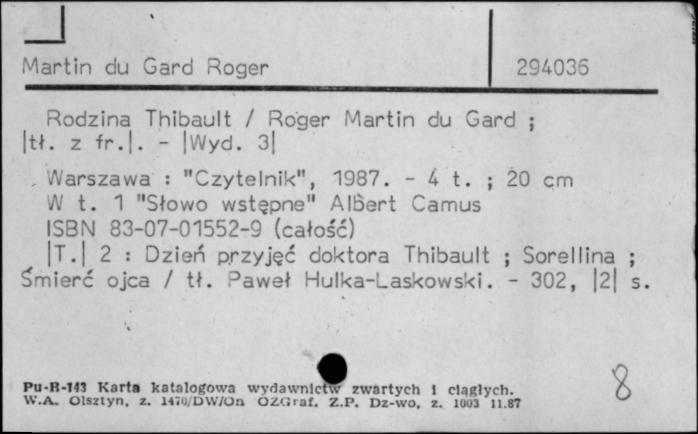 Martin du Gard Roger 294036
Rodzina Thibault / Roger Martin du Gard ;
|tł. z fr.|. - |Wyd. 3|
Warszawa : "Czytelnik", 1987. - 4 t. ; 20 cm
W t. 1 "Słowo wstępne" Albert Camus
ISBN 83-07-01552-9 (całość)
|T.| 2 : Dzień przyjęć doktora Thibault ; Sorellina ;
Śmierć ojca / tł. Paweł Hulka-Laskowski. - 302, |2| s.
8
Pu-B-143 Karta katalogowa wydawnictw zwartych i ciągłych.
W.A. Olsztyn, z. 1470/DW/On OZGraf. Z.P. Dz-wo, z. 1003 11.87